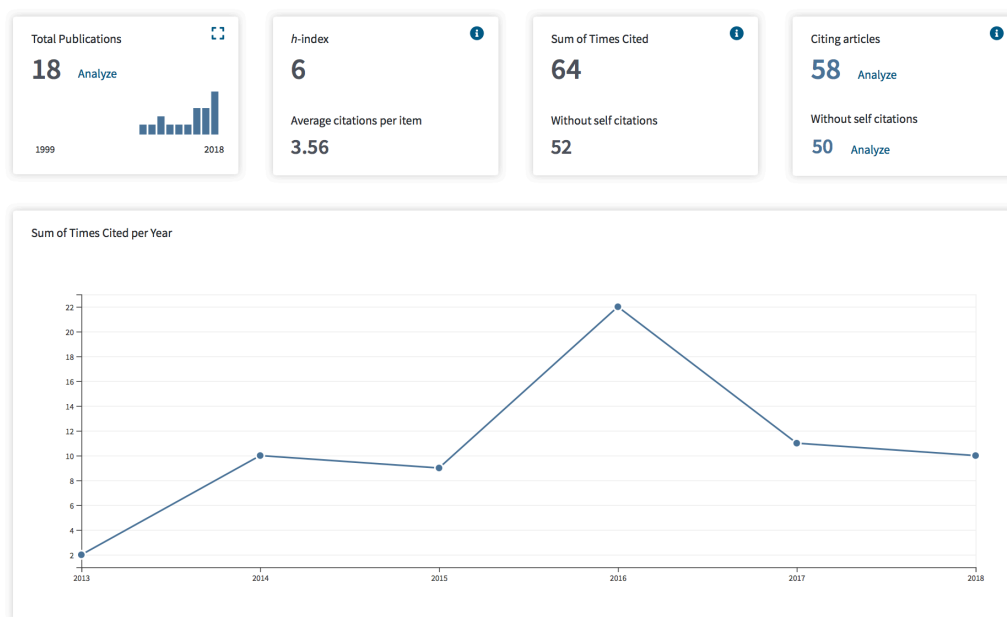 Total Publications
18 Analyze
1999 2018
h-index
6
Average citations per item
3.56
Sum of Times Cited
64
Without self citations
52
Citing articles
58 Analyze
Without self citations
50 Analyze
Sum of Times Cited per Year
22
20
18
16
14
12
10
8
6
4
2
2013 2014 2015 2016 2017 2018